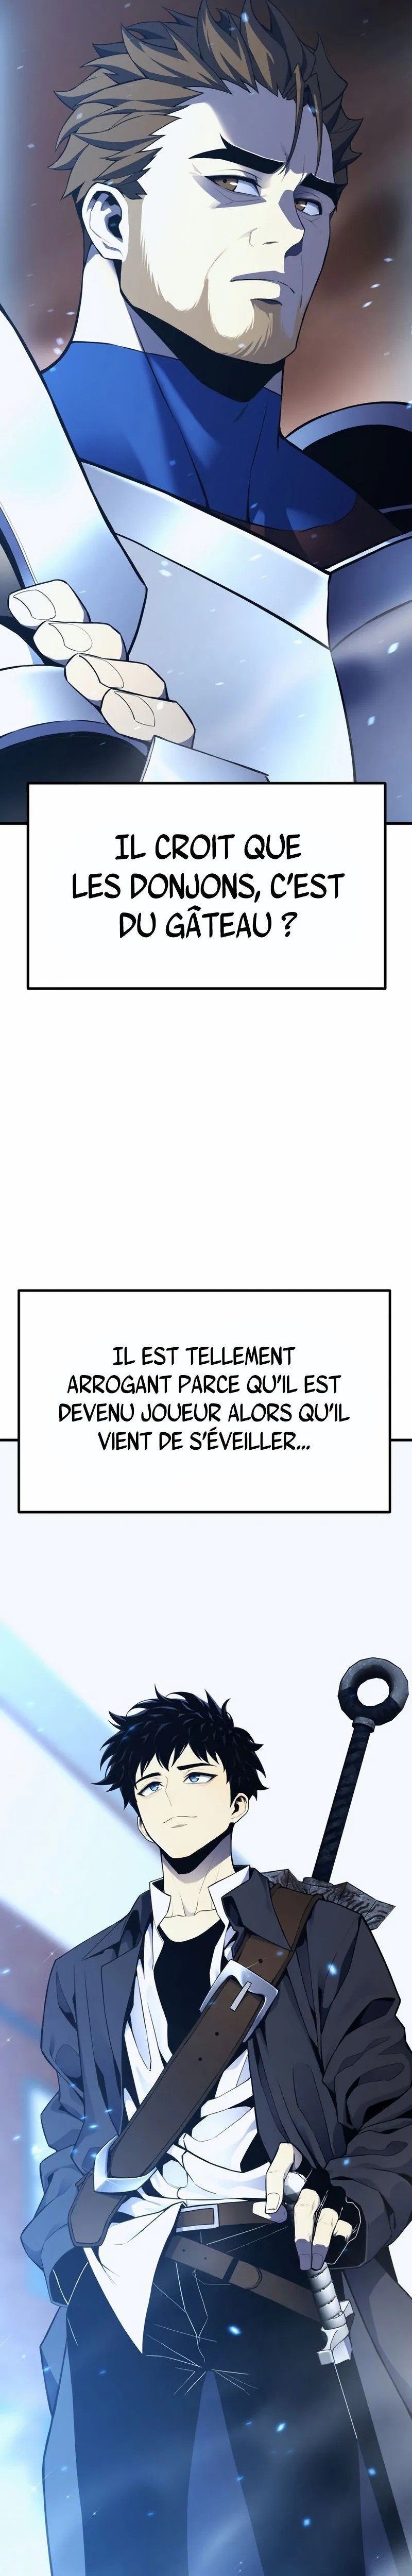 IL CROIT QUE
LES DONJONS, C'EST
DU GÂTEAU ?
IL EST TELLEMENT
ARROGANT PARCE QU'IL EST
DEVENU JOUEUR ALORS QU'IL
VIENT DE S'ÉVEILLER...